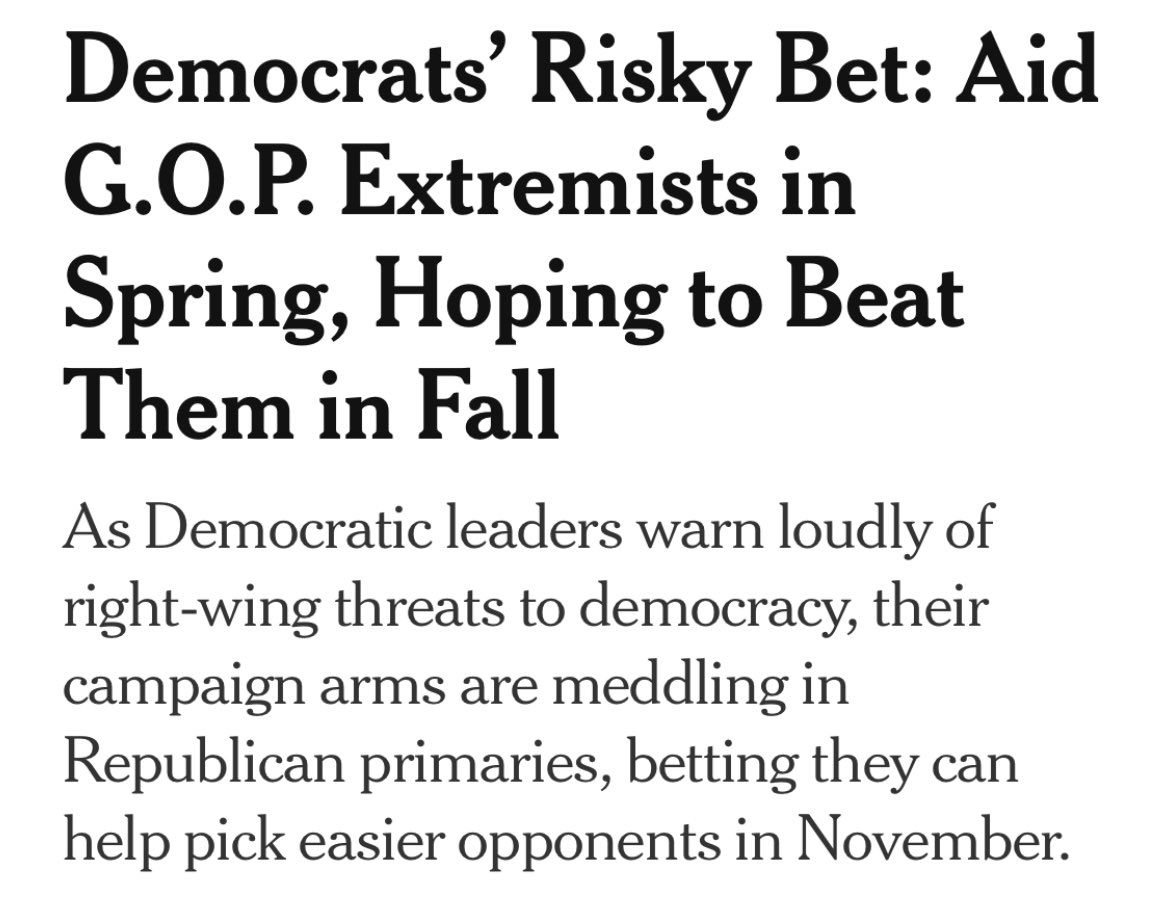 Democrats’ Risky Bet: Aid
G.O.P. Extremists in
Spring, Hoping to Beat
Them in Fall
As Democratic leaders warn loudly of
right-wing threats to democracy, their
campaign arms are meddling in
Republican primaries, betting they can
help pick easier opponents in November.